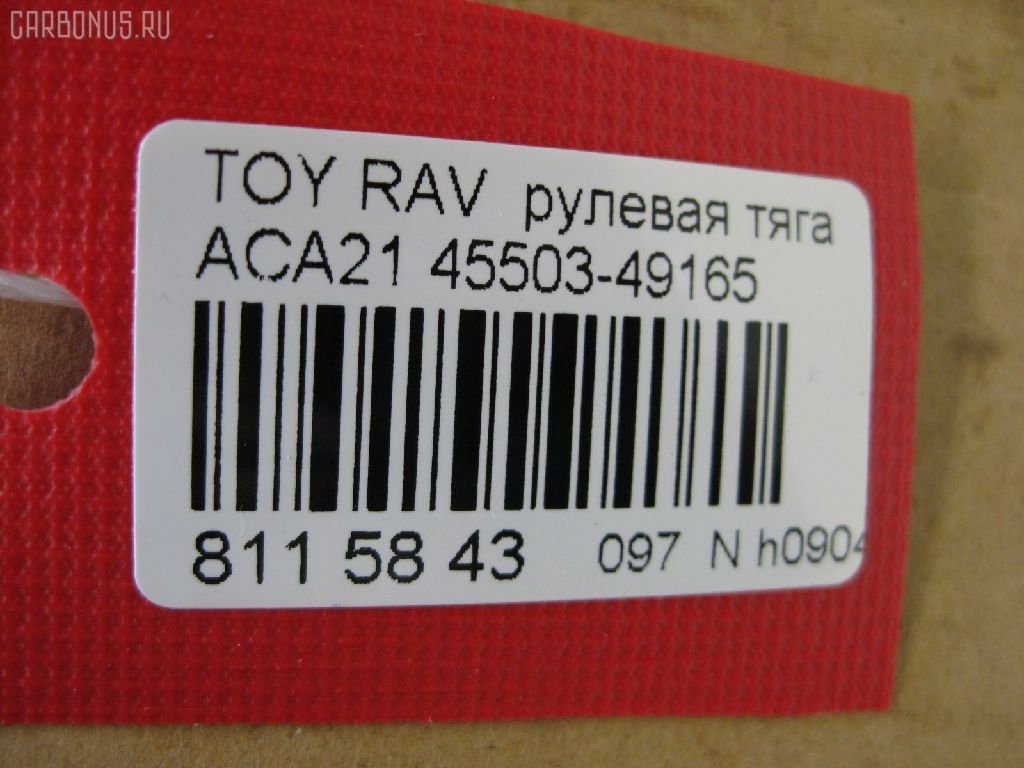 CARBONUS.RU
TOY RAV рулевая тяга
ACA21 45503-49165
811 58 43 097 N h0904